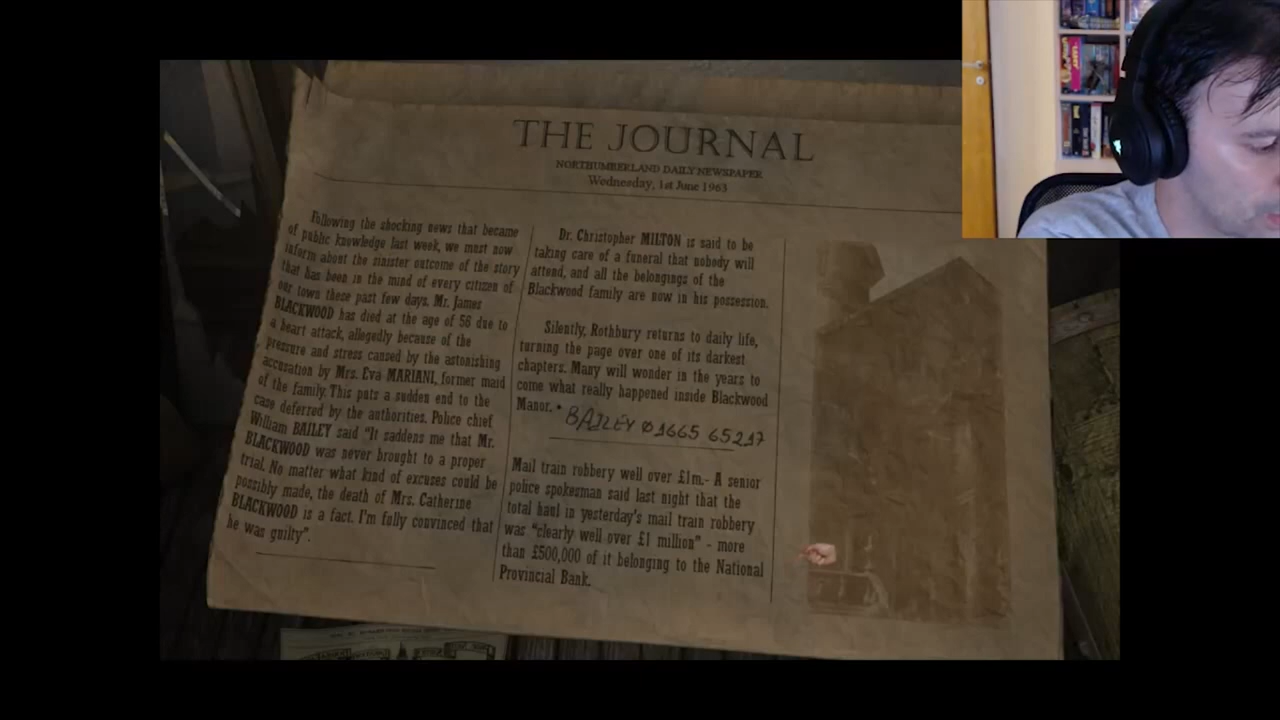 THE JOURNAL
NORTHUMBERLAND DAILY NEWSPAPER
Wednesday, 1st June 1963
Following the shocking news that became
of public knowledge last week, we must now
inform about the sinister outcome of the story
that has been in the mind of every citizen of
our town these past few days. Mr. James
BLACKWOOD has died at the age of 56 due to
a heart attack, allegedly because of the
pressure and stress caused by the astonishing
accusation by Mrs. Eva MARIANI, former maid
of the family. This puts a sudden end to the
case deferred by the authorities. Police chief
William BAILEY said "It saddens me that Mr.
BLACKWOOD was never brought to a proper
trial. No matter what kind of excuses could be
possibly made, the death of Mrs. Catherine
BLACKWOOD is a fact. I'm fully convinced that
he was guilty".
Dr. Christopher MILTON is said to be
taking care of a funeral that nobody will
attend, and all the belongings of the
Blackwood family are now in his possession.
Silently, Rothbury returns to daily life,
turning the page over one of its darkest
chapters. Many will wonder in the years to
come what really happened inside Blackwood
Manor. •
BAILEY 01665 65217
Mail train robbery well over £1m.- A senior
police spokesman said last night that the
total haul in yesterday's mail train robbery
was "clearly well over £1 million" - more
than £500,000 of it belonging to the National
Provincial Bank.